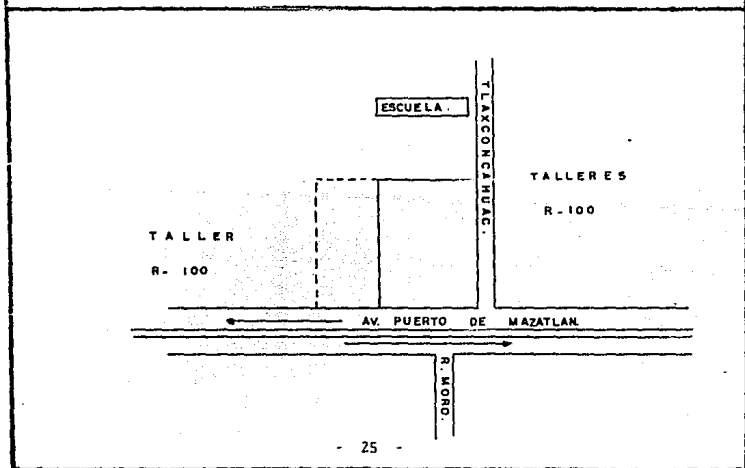 ESCUELA.
TLAXCONCAHUAC.
TALLERES
R-100
TALLER
R- 100
AV. PUERTO DE MAZATLAN.
R. MORO.
- 25 -